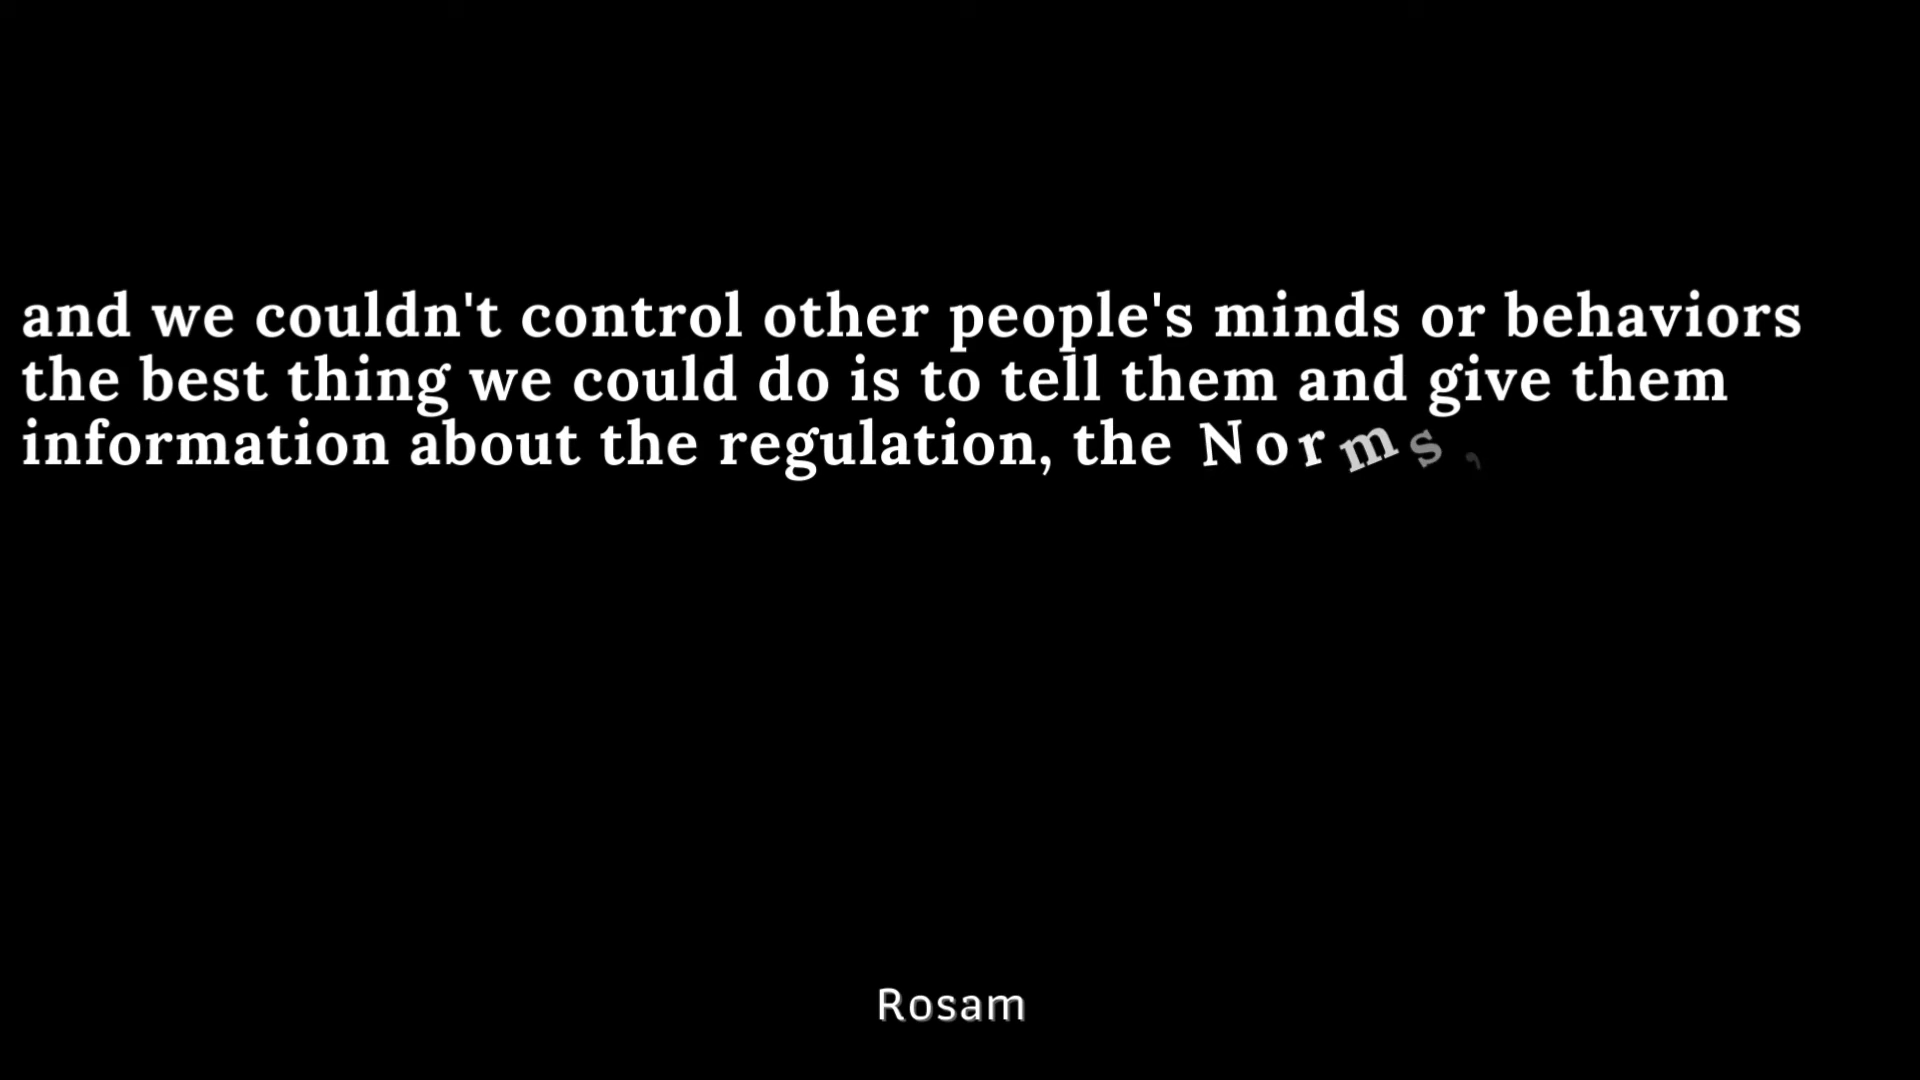 and we couldn't control other people's minds or behaviors
the best thing we could do is to tell them and give them
information about the regulation, the Norms,
Rosam